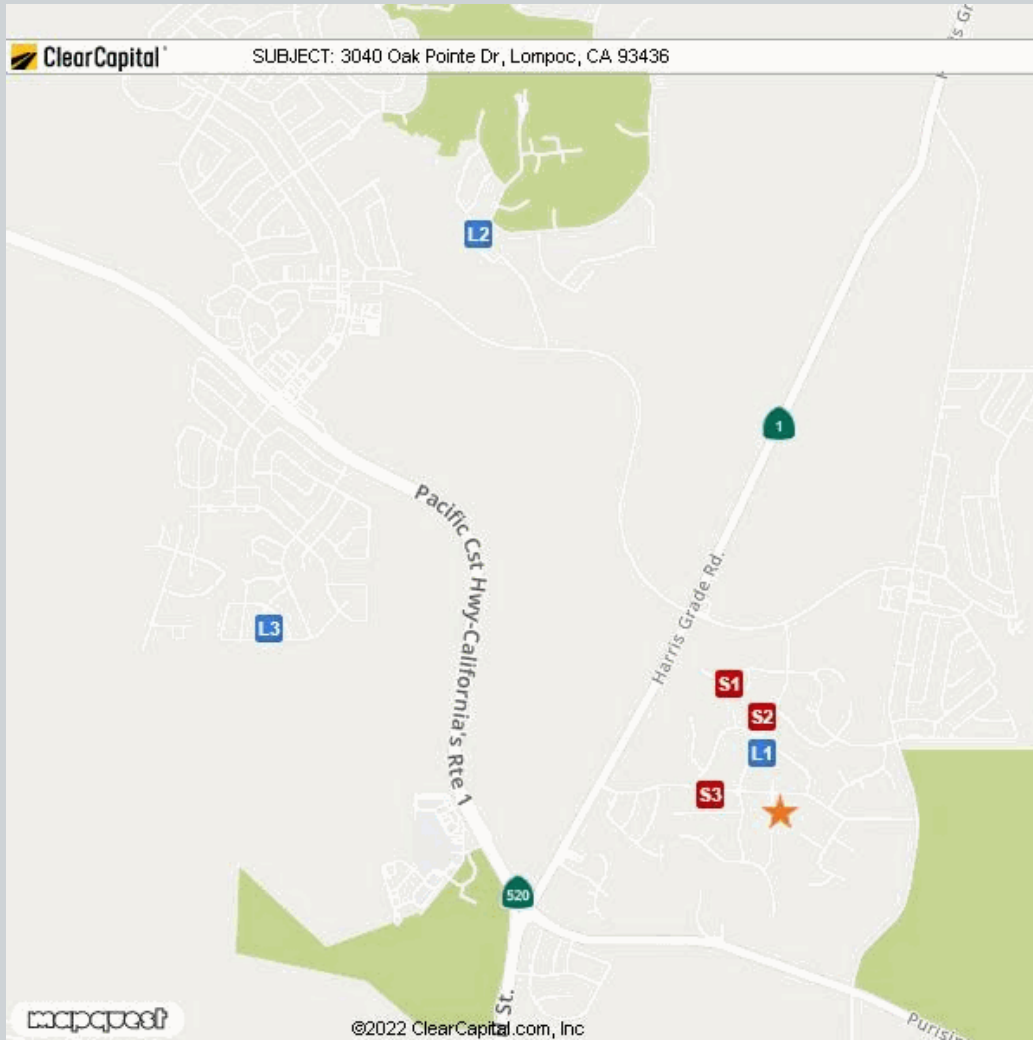 ClearCapital
SUBJECT: 3040 Oak Pointe Dr, Lompoc, CA 93436
L2
1
Pacific Cst Hwy-California's Rte 1
Harris Grade Rd.
L3
S1
S2
L1
S3
520
St.
mapquest
©2022 ClearCapital.com, Inc